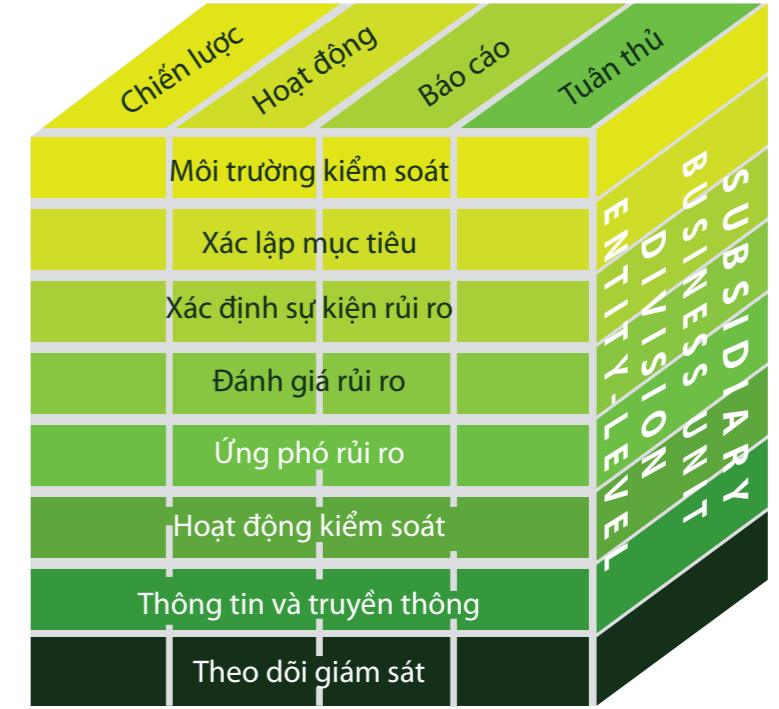 Chiến lược
Hoạt động
Báo cáo
Tuân thủ
Môi trường kiểm soát
Xác lập mục tiêu
Xác định sự kiện rủi ro
Đánh giá rủi ro
Ứng phó rủi ro
Hoạt động kiểm soát
Thông tin và truyền thông
Theo dõi giám sát
ENTITY-LEVEL
DIVISION
BUSINESS UNIT
SUBSIDIARY